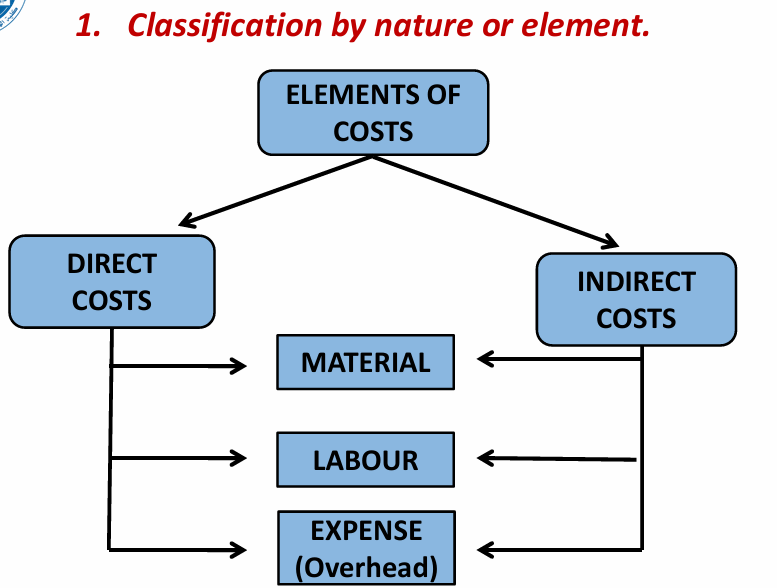 1. Classification by nature or element.
ELEMENTS OF
COSTS
DIRECT
COSTS
INDIRECT
COSTS
MATERIAL
LABOUR
EXPENSE
(Overhead)